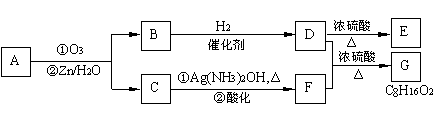 A
①O3
②Zn/H2O
B
H2
催化剂
D
浓硫酸
△
E
C
①Ag(NH3)2OH,△
②酸化
F
浓硫酸
△
G
C8H16O2